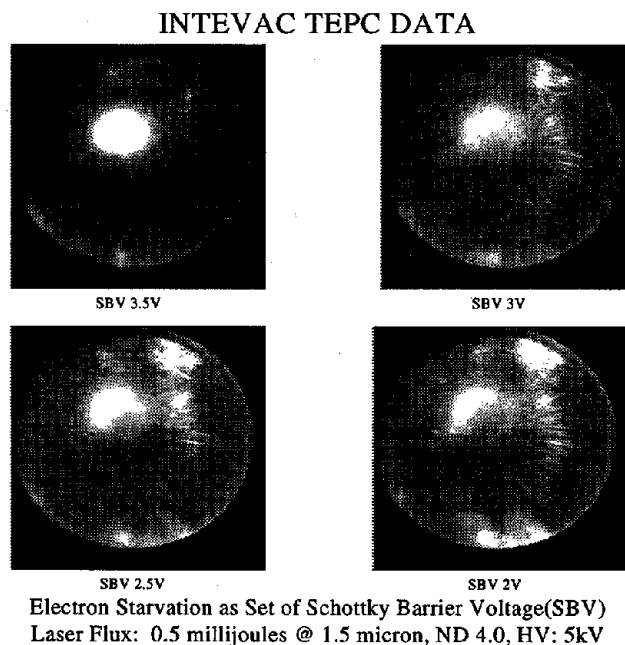 INTEVAC TEPC DATA
SBV 3.5V
SBV 3V
SBV 2.5V
SBV 2V
Electron Starvation as Set of Schottky Barrier Voltage(SBV)
Laser Flux: 0.5 millijoules @ 1.5 micron, ND 4.0, HV: 5kV